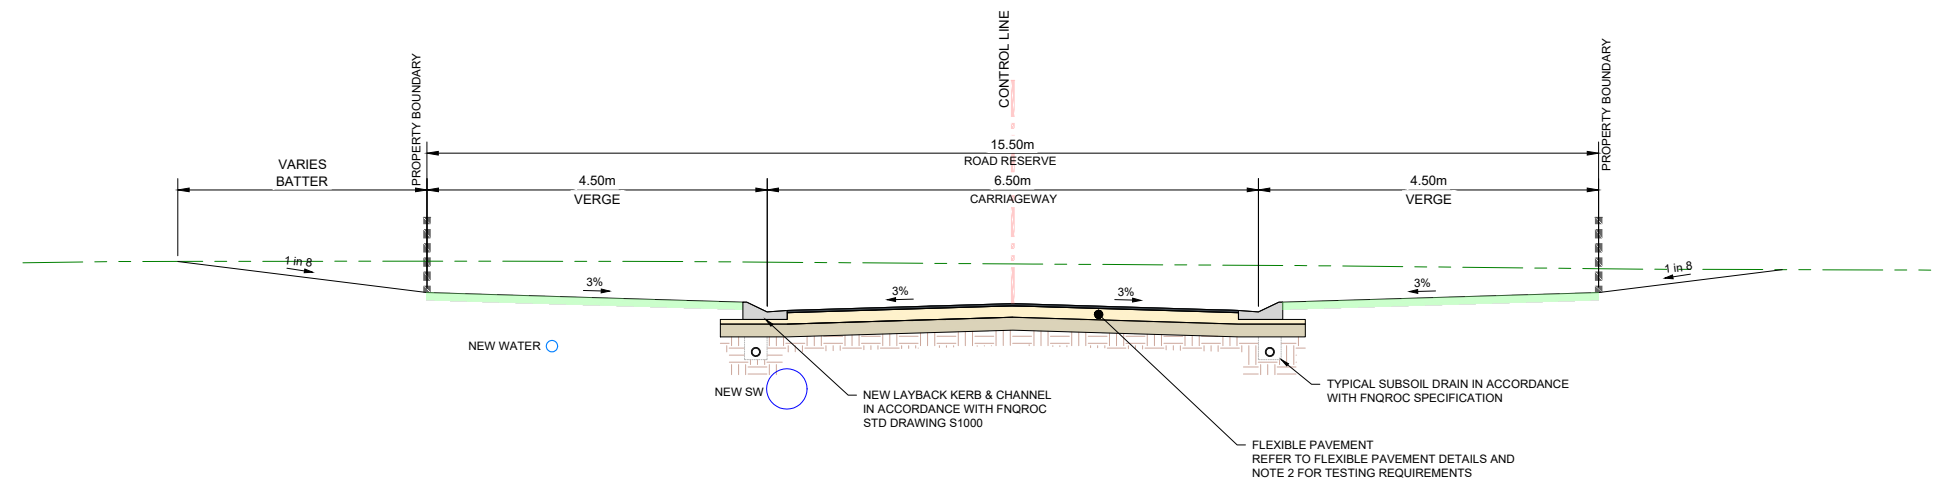 CONTROL LINE
PROPERTY BOUNDARY
PROPERTY BOUNDARY
15.50m
ROAD RESERVE
VARIES
BATTER
4.50m
VERGE
6.50m
CARRIAGEWAY
4.50m
VERGE
1 in 8
1 in 8
3%
3%
3%
3%
NEW WATER
NEW SW
NEW LAYBACK KERB & CHANNEL
IN ACCORDANCE WITH FNQROC
STD DRAWING S1000
TYPICAL SUBSOIL DRAIN IN ACCORDANCE
WITH FNQROC SPECIFICATION
FLEXIBLE PAVEMENT
REFER TO FLEXIBLE PAVEMENT DETAILS AND
NOTE 2 FOR TESTING REQUIREMENTS